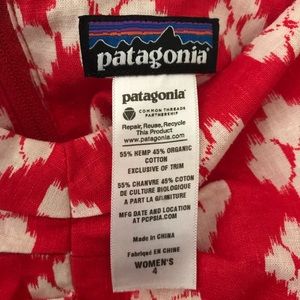 patagonia
patagonia
COMMON THREADS
PARTNERSHIP
Repair, Reuse, Recycle
This Product
www.patagonia.com
55% HEMP 45% ORGANIC
COTTON
EXCLUSIVE OF TRIM
55% CHANVRE 45% COTON
DE CULTURE BIOLOGIQUE
A PART LA GARNITURE
MFG DATE AND LOCATION
AT PCPSIA.COM
Made in CHINA
Fabriqué EN CHINE
WOMEN'S
4